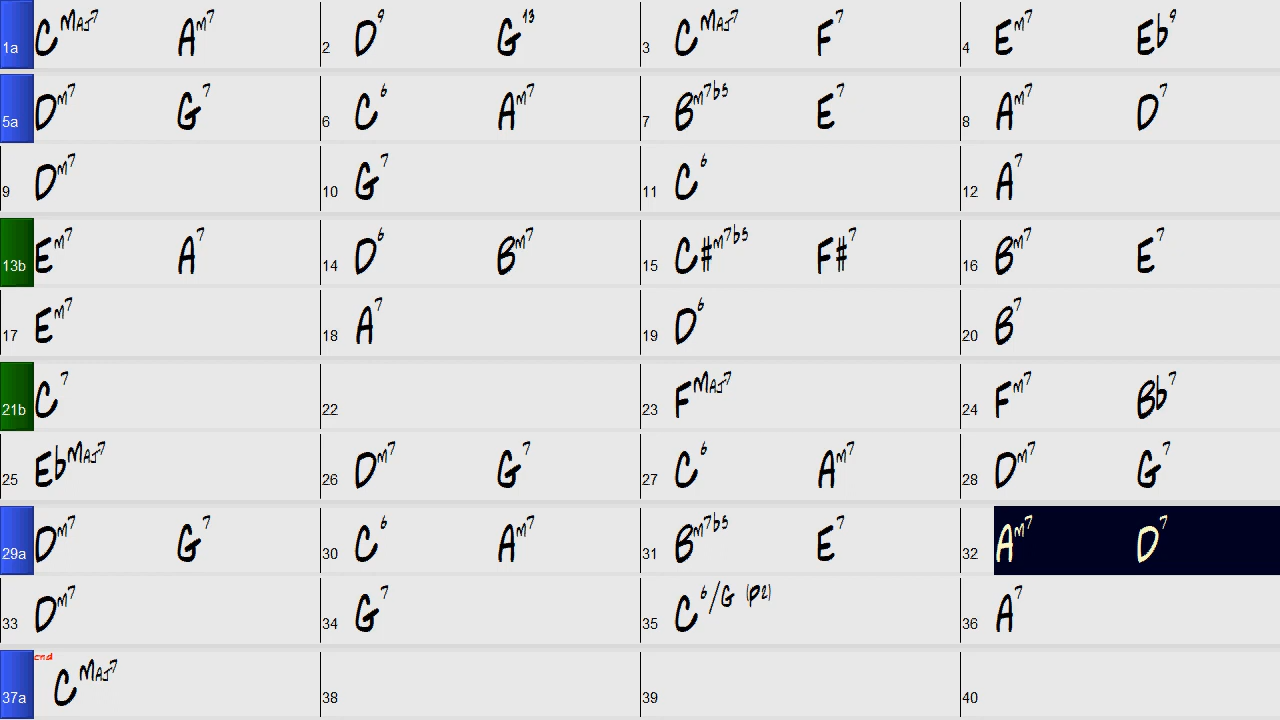 1a CMaj7 Am7 2 D9 G13 3 CMaj7 F7 4 Em7 Eb9
5a Dm7 G7 6 C6 Am7 7 Bm7b5 E7 8 Am7 D7
9 Dm7 10 G7 11 C6 12 A7
13b Em7 A7 14 D6 Bm7 15 C#m7b5 F#7 16 Bm7 E7
17 Em7 18 A7 19 D6 20 B7
21b C7 22 23 FMaj7 24 Fm7 Bb7
25 EbMaj7 26 Dm7 G7 27 C6 Am7 28 Dm7 G7
29a Dm7 G7 30 C6 Am7 31 Bm7b5 E7 32 Am7 D7
33 Dm7 34 G7 35 C6/G (P2) 36 A7
end
37a CMaj7 38 39 40